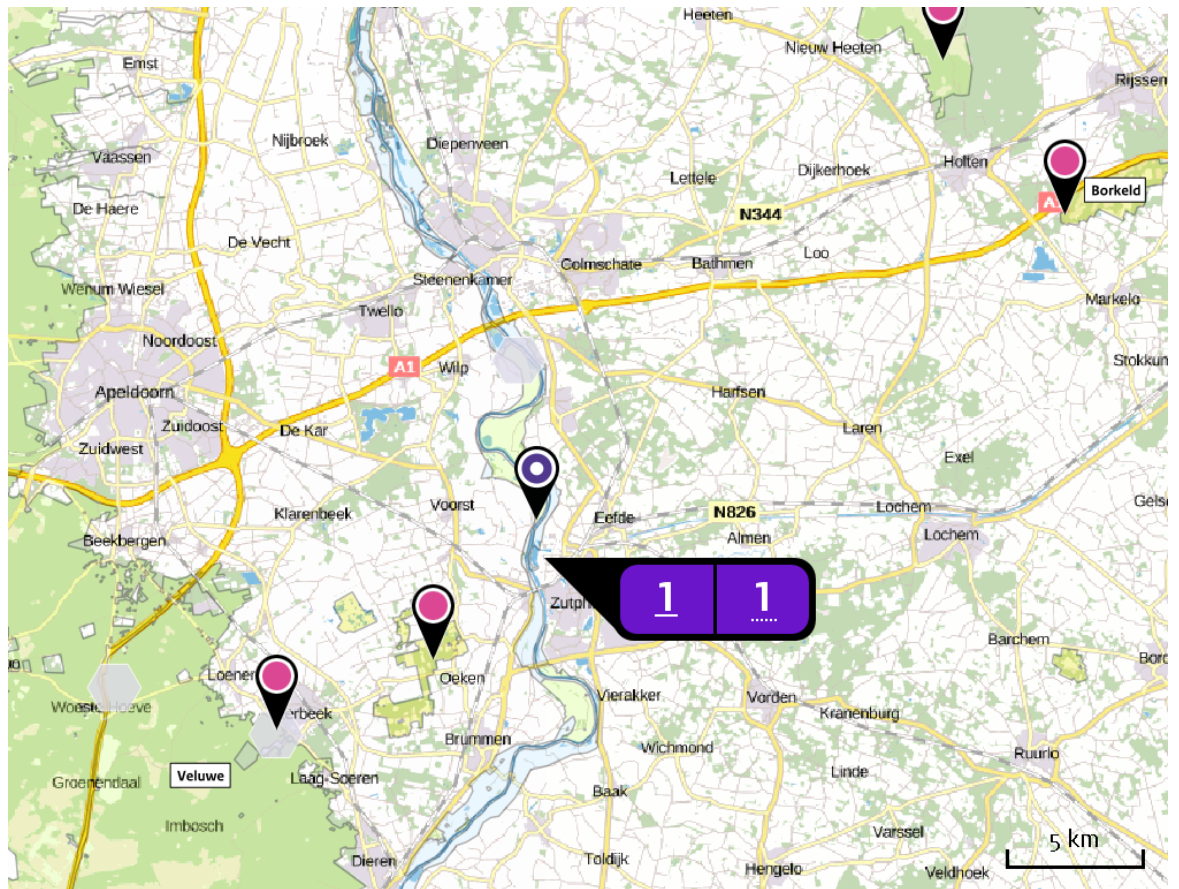 Heeten
Nieuw Heeten
Emst
Rijssen
Nijbroek
Diepenveen
Vaassen
Holten
Dijkerhoek
Lettele
Borkeld
De Haere
N344
De Vecht
Loo
Colmschate
Bathmen
Steenenkamer
Wenum Wiesel
Markelo
Twello
Noordoost
Stokkum
A1
Wilp
Apeldoorn
Harfsen
Zuidoost
De Kar
Laren
Zuidwest
Exel
Voorst
Lochem
Klarenbeek
Eefde
N826
Almen
Lochem
Beekbergen
1 1
Barchem
Loenen
Oeken
Vierakker
Vorden
Woeste Hoeve
erbeek
Kranenburg
Brummen
Wichmond
Ruurlo
Veluwe
Laag-Soeren
Linde
Groenendaal
Baak
Imbosch
Varssel
5 km
Dieren
Toldijk
Hengelo
Veldhoek